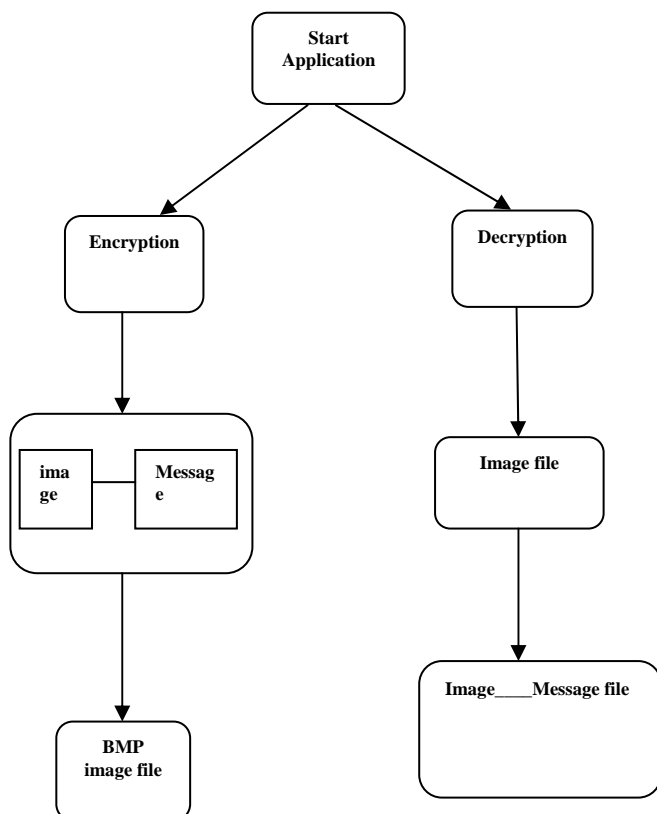 Start
Application
Encryption
Decryption
ima
ge
Messag
e
Image file
Image____Message file
BMP
image file